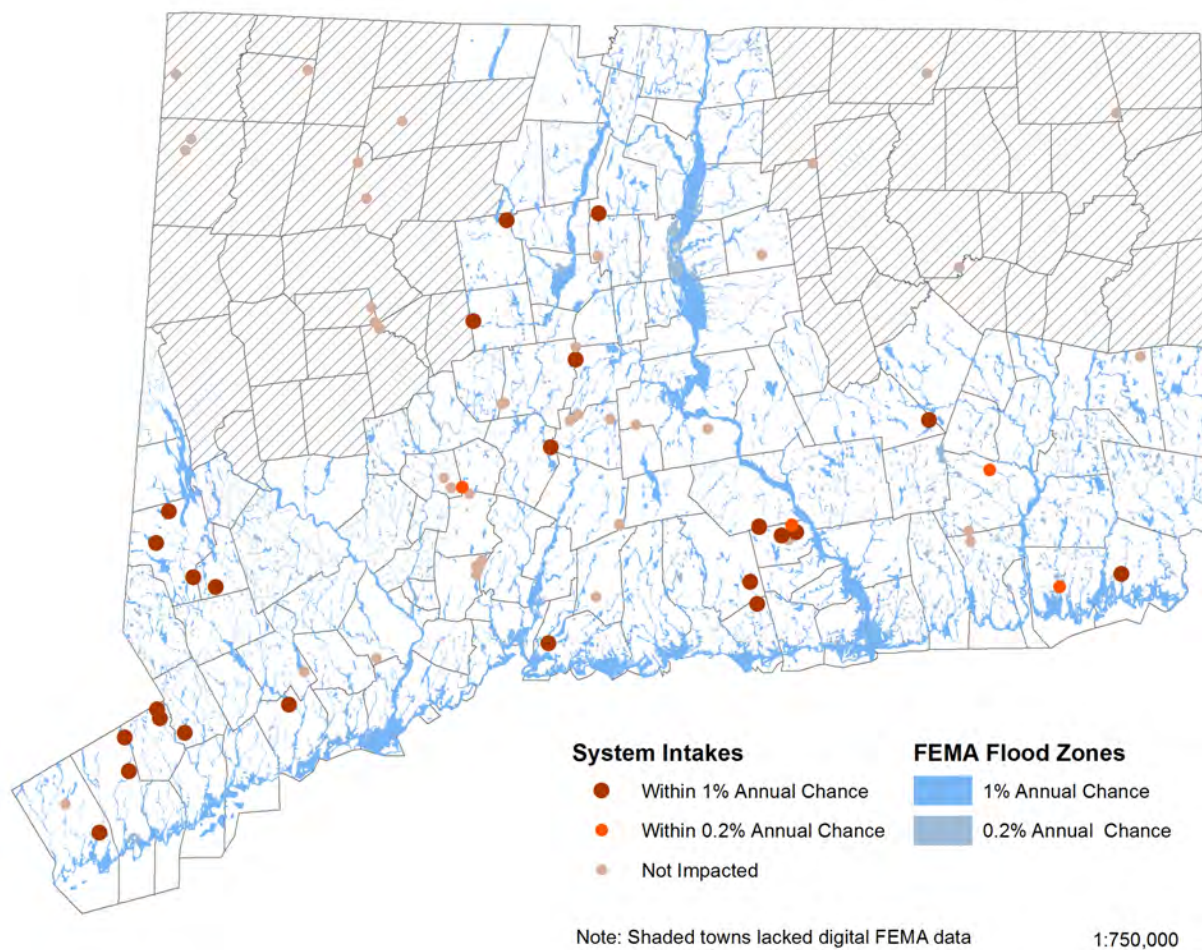 System Intakes
Within 1% Annual Chance
Within 0.2% Annual Chance
Not Impacted
FEMA Flood Zones
1% Annual Chance
0.2% Annual Chance
Note: Shaded towns lacked digital FEMA data
1:750,000